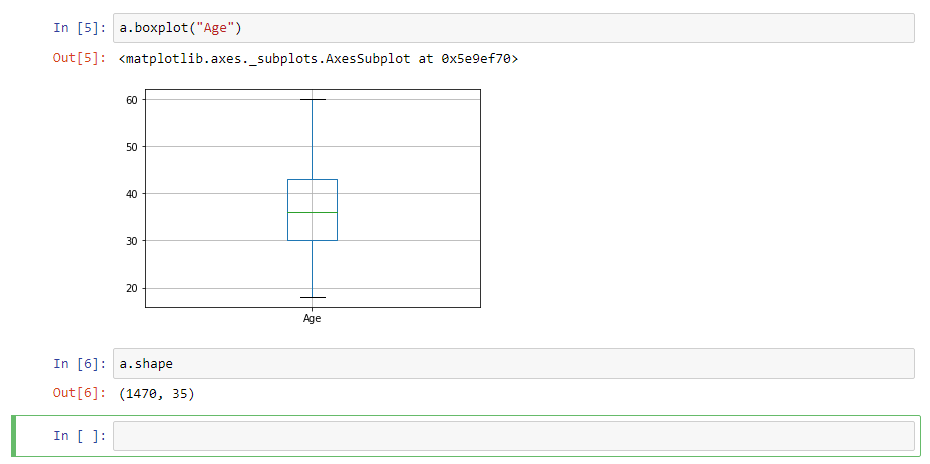 In [5]: a.boxplot("Age")
Out[5]: <matplotlib.axes._subplots.AxesSubplot at 0x5e9ef70>
60
50
40
30
20
Age
In [6]: a.shape
Out[6]: (1470, 35)
In [ ]: